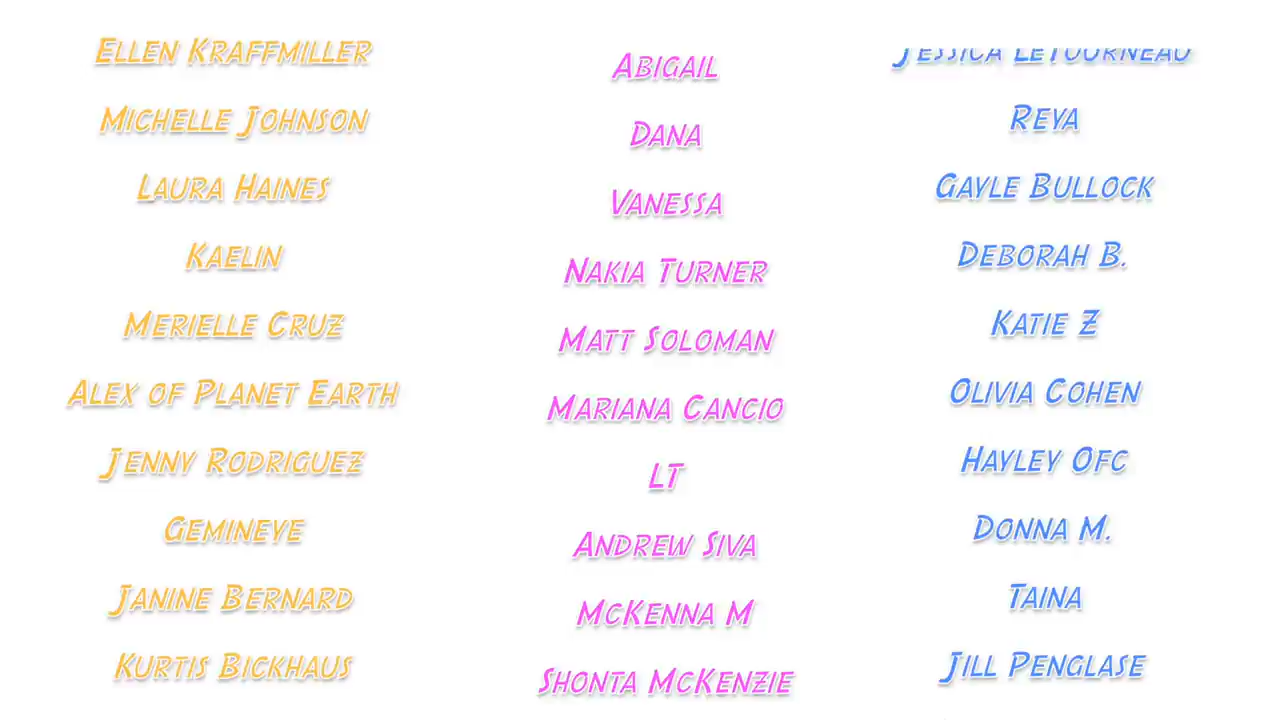 Ellen Kraffmiller
Michelle Johnson
Laura Haines
Kaelin
Merielle Cruz
Alex of Planet Earth
Jenny Rodriguez
Gemineye
Janine Bernard
Kurtis Bickhaus
Abigail
Dana
Vanessa
Nakia Turner
Matt Soloman
Mariana Cancio
LT
Andrew Siva
McKenna M
Shonta McKenzie
Jessica LeTourneau
Reya
Gayle Bullock
Deborah B.
Katie Z
Olivia Cohen
Hayley Ofc
Donna M.
Taina
Jill Penglase